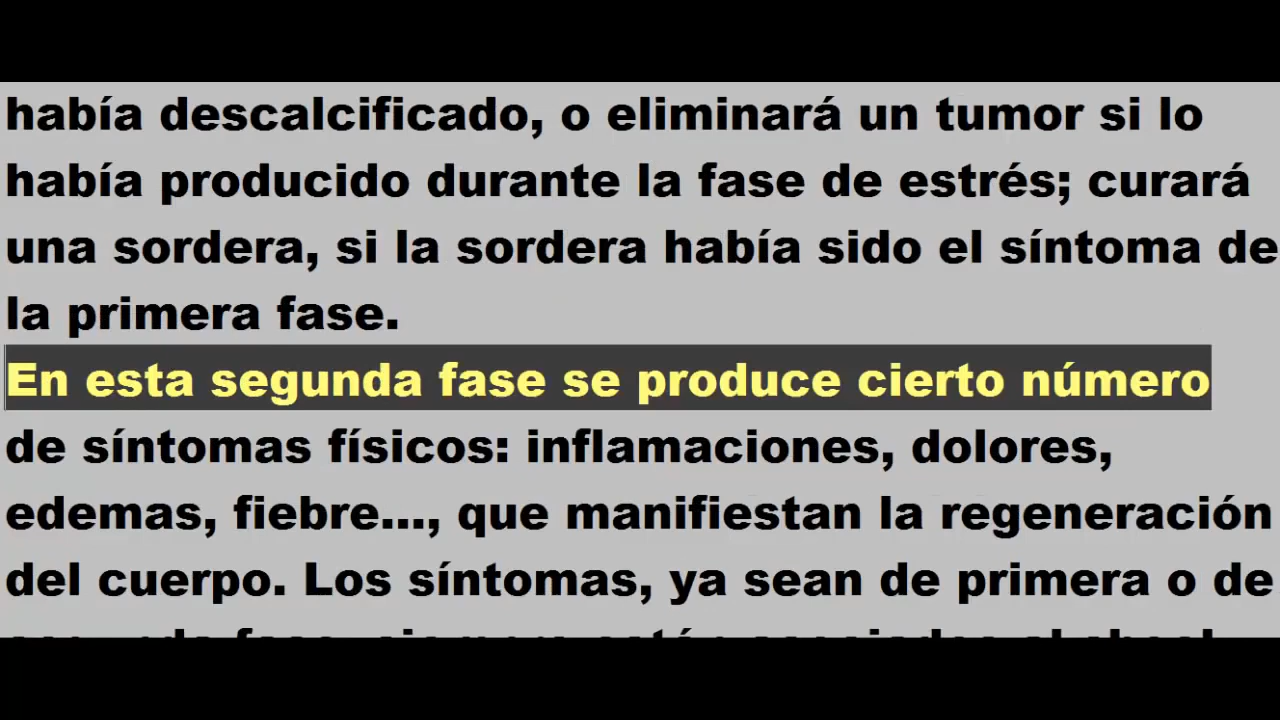 había descalcificado, o eliminará un tumor si lo
había producido durante la fase de estrés; curará
una sordera, si la sordera había sido el síntoma de
la primera fase.
En esta segunda fase se produce cierto número
de síntomas físicos: inflamaciones, dolores,
edemas, fiebre..., que manifiestan la regeneración
del cuerpo. Los síntomas, ya sean de primera o de